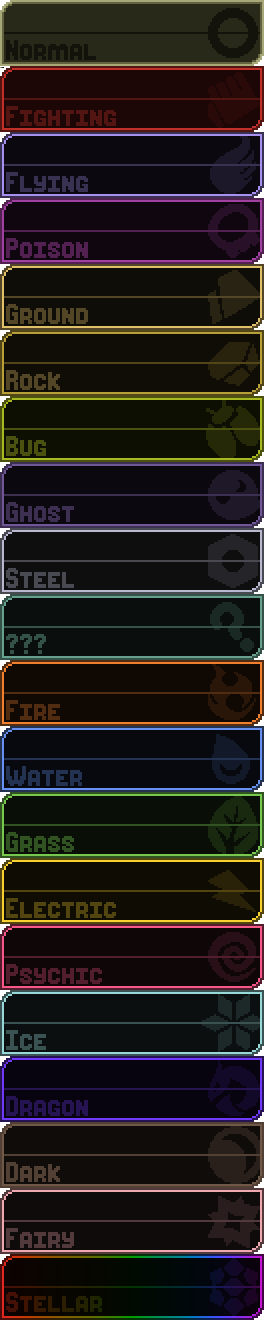 Normal
Fighting
Flying
Poison
Ground
Rock
Bug
Ghost
Steel
???
Fire
Water
Grass
Electric
Psychic
Ice
Dragon
Dark
Fairy
Stellar